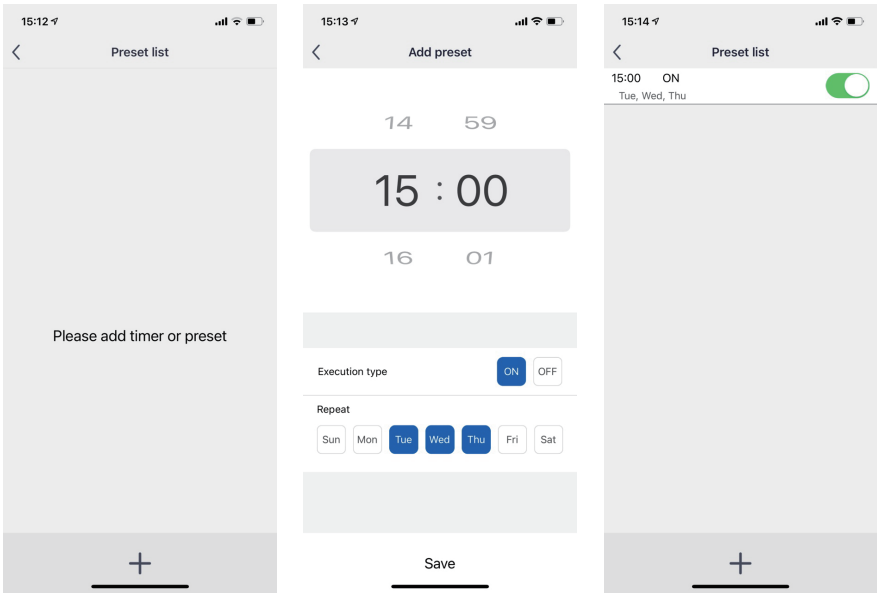 15:12
Preset list
Please add timer or preset
15:13
Add preset
14 59
15 : 00
16 01
Execution type ON OFF
Repeat
Sun Mon Tue Wed Thu Fri Sat
Save
15:14
Preset list
15:00 ON
Tue, Wed, Thu